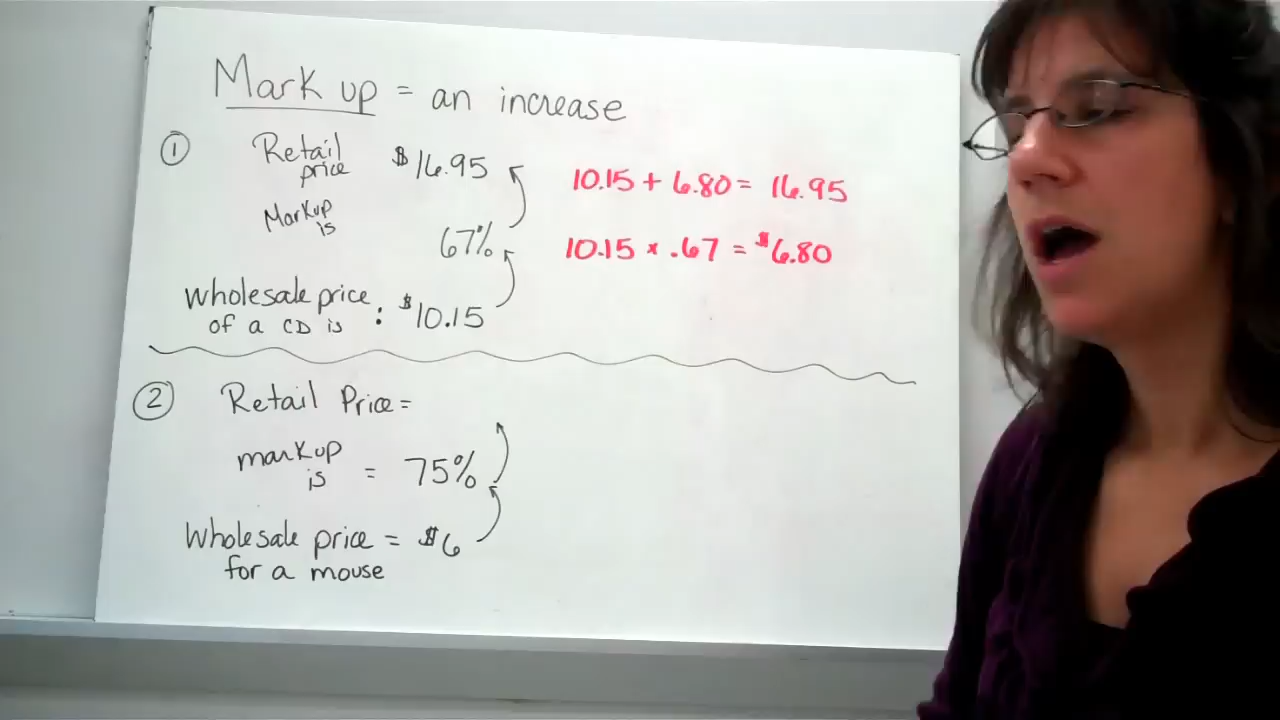 Mark up = an increase
①
Retail price $16.95
Markup is
67%
wholesale price
of a CD is : $10.15
10.15 + 6.80 = 16.95
10.15 × .67 = $6.80
②
Retail Price =
markup
is = 75%
Wholesale price = $6
for a mouse